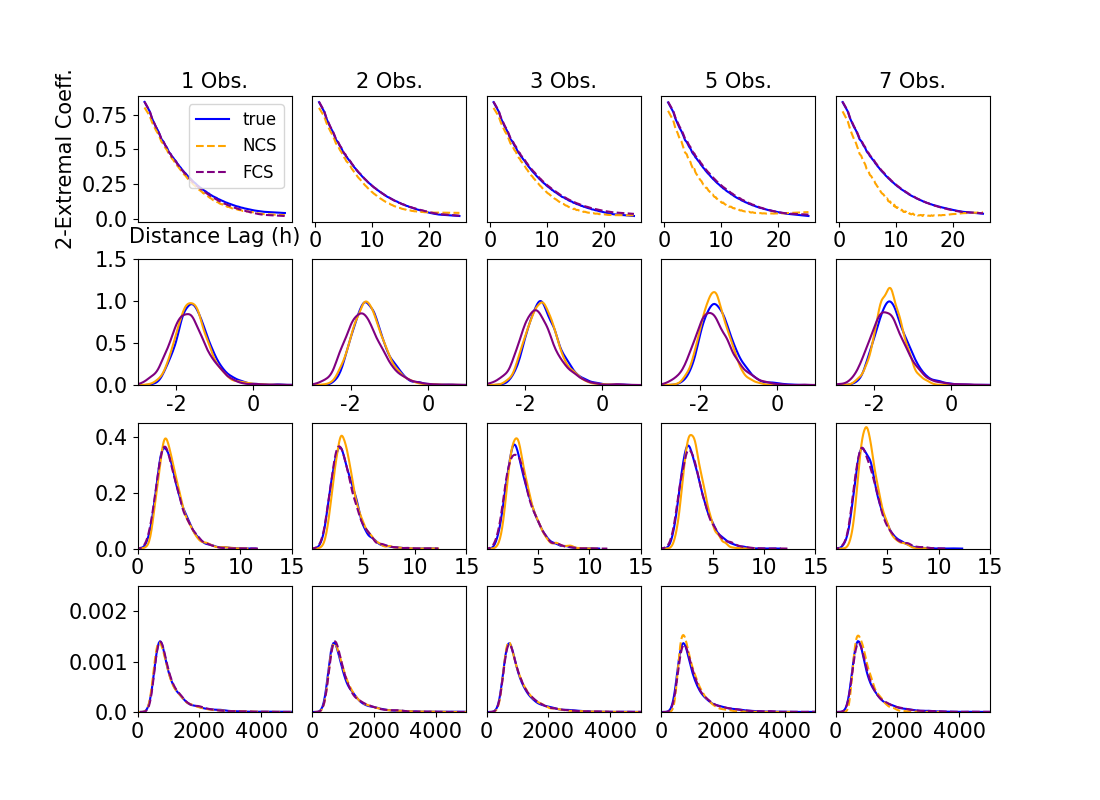 1 Obs. 2 Obs. 3 Obs. 5 Obs. 7 Obs.
2-Extremal Coeff.
0.75
0.50
0.25
0.0
true
NCS
FCS
Distance Lag (h) 0 10 20 0 10 20 0 10 20 0 10 20
1.5
1.0
0.5
0.0
-2 0 -2 0 -2 0 -2 0 -2 0
0.4
0.2
0.0
0 5 10 15 5 10 15 5 10 15 5 10 15 5 10 15
0.002
0.001
0.0
0 2000 4000 0 2000 4000 0 2000 4000 0 2000 4000 0 2000 4000